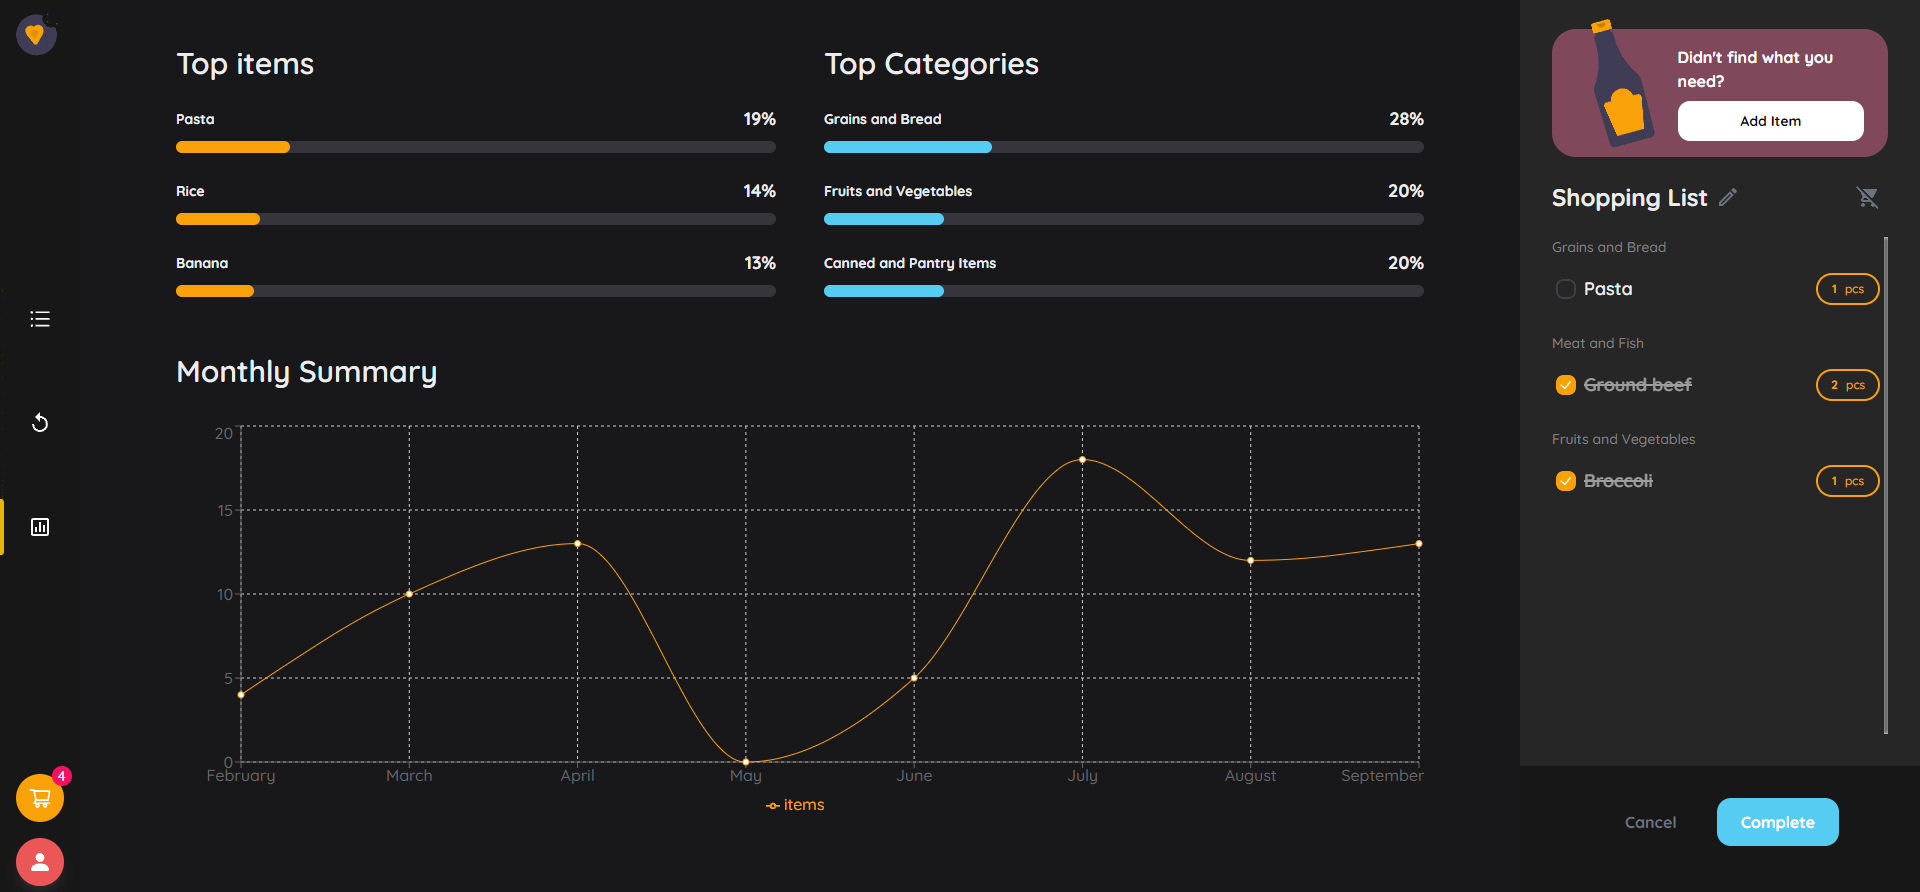 Top items
Pasta 19%
Rice 14%
Banana 13%
Top Categories
Grains and Bread 28%
Fruits and Vegetables 20%
Canned and Pantry Items 20%
Monthly Summary
20
15
10
5
0
February March April May June July August September
items
4
Didn't find what you
need?
Add Item
Shopping List
Grains and Bread
Pasta 1 pcs
Meat and Fish
Ground beef 2 pcs
Fruits and Vegetables
Broccoli 1 pcs
Cancel Complete